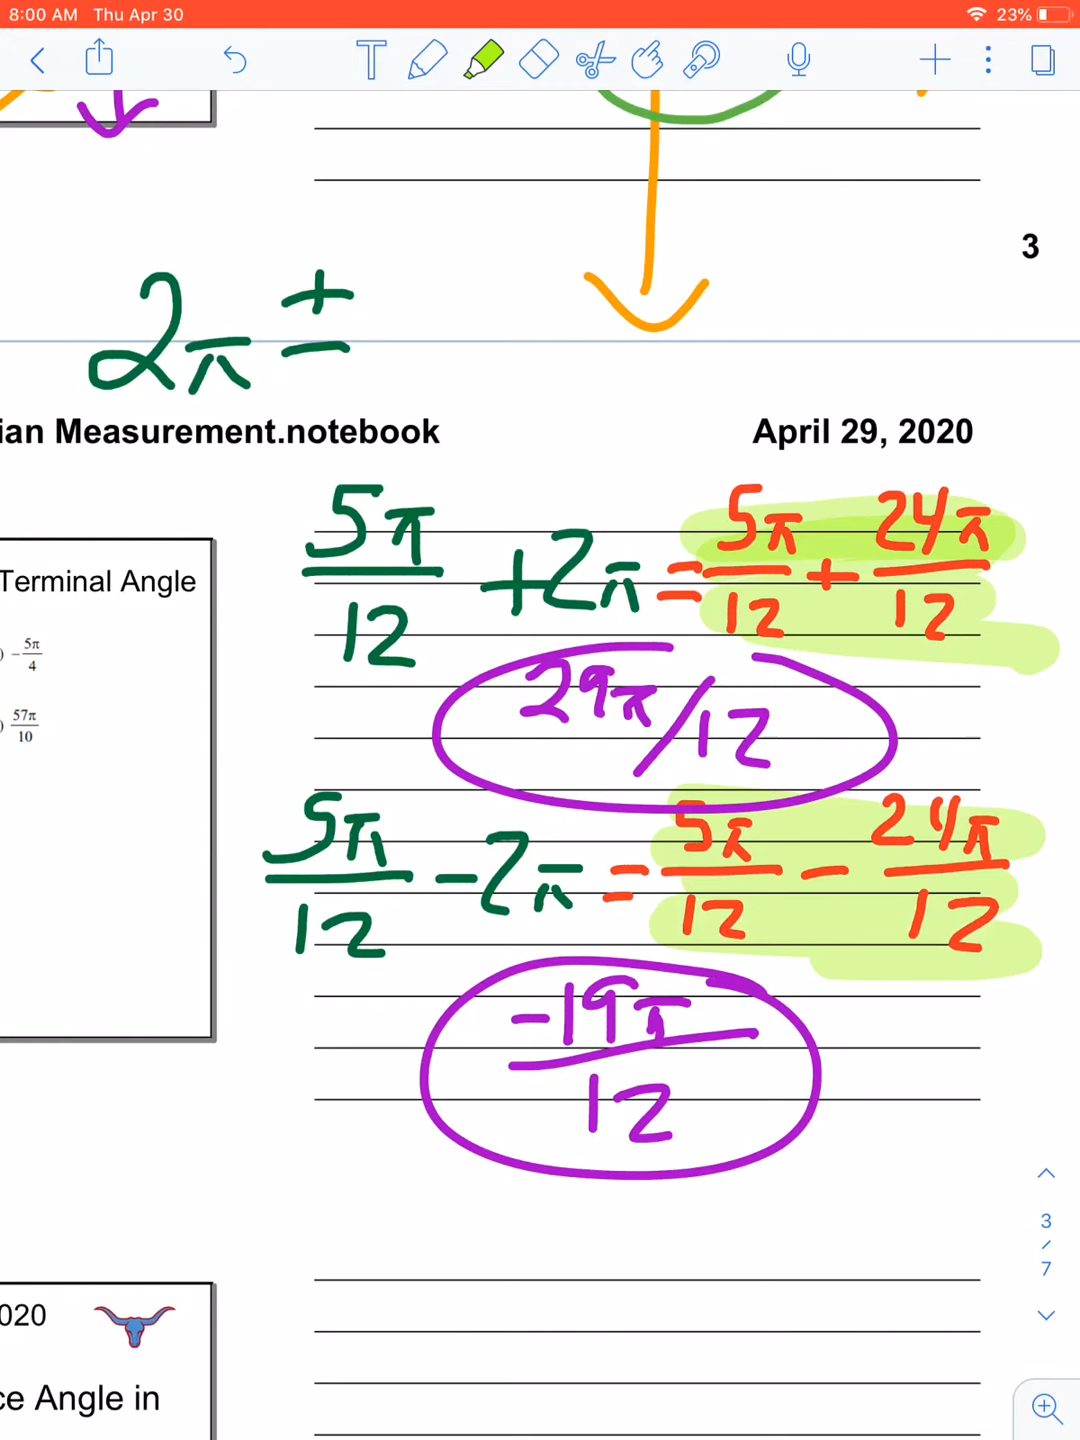 8:00 AM Thu Apr 30 23%
T
3
2π ±
ian Measurement.notebook April 29, 2020
Terminal Angle
) -5π/4
) 57π/10
5π/12 + 2π = 5π/12 + 24π/12
29π/12
5π/12 - 2π = 5π/12 - 24π/12
-19π/12
3 / 7
020
ce Angle in